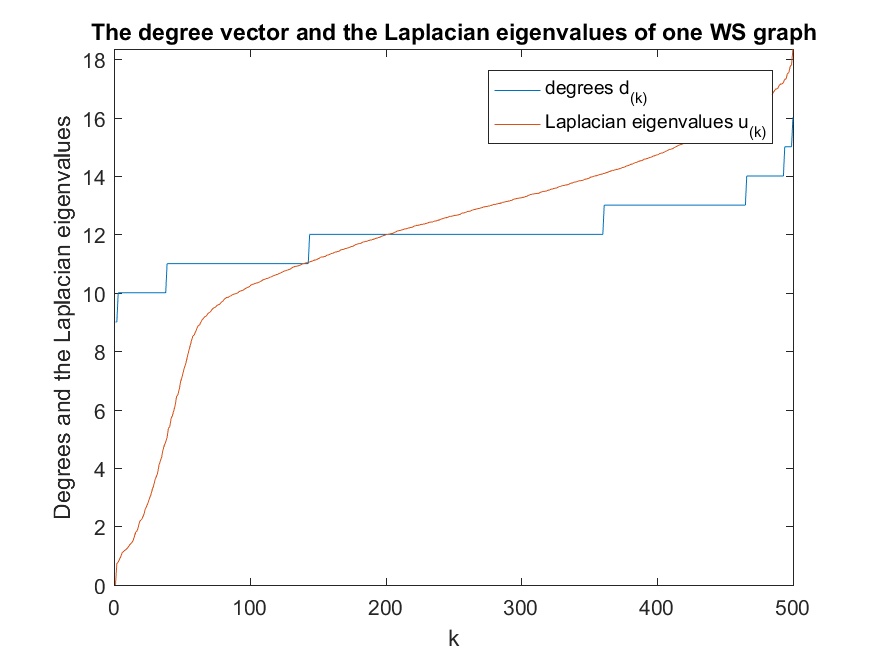 The degree vector and the Laplacian eigenvalues of one WS graph
18
16
14
12
10
8
6
4
2
0
Degrees and the Laplacian eigenvalues
degrees d(k)
Laplacian eigenvalues u(k)
0 100 200 300 400 500
k